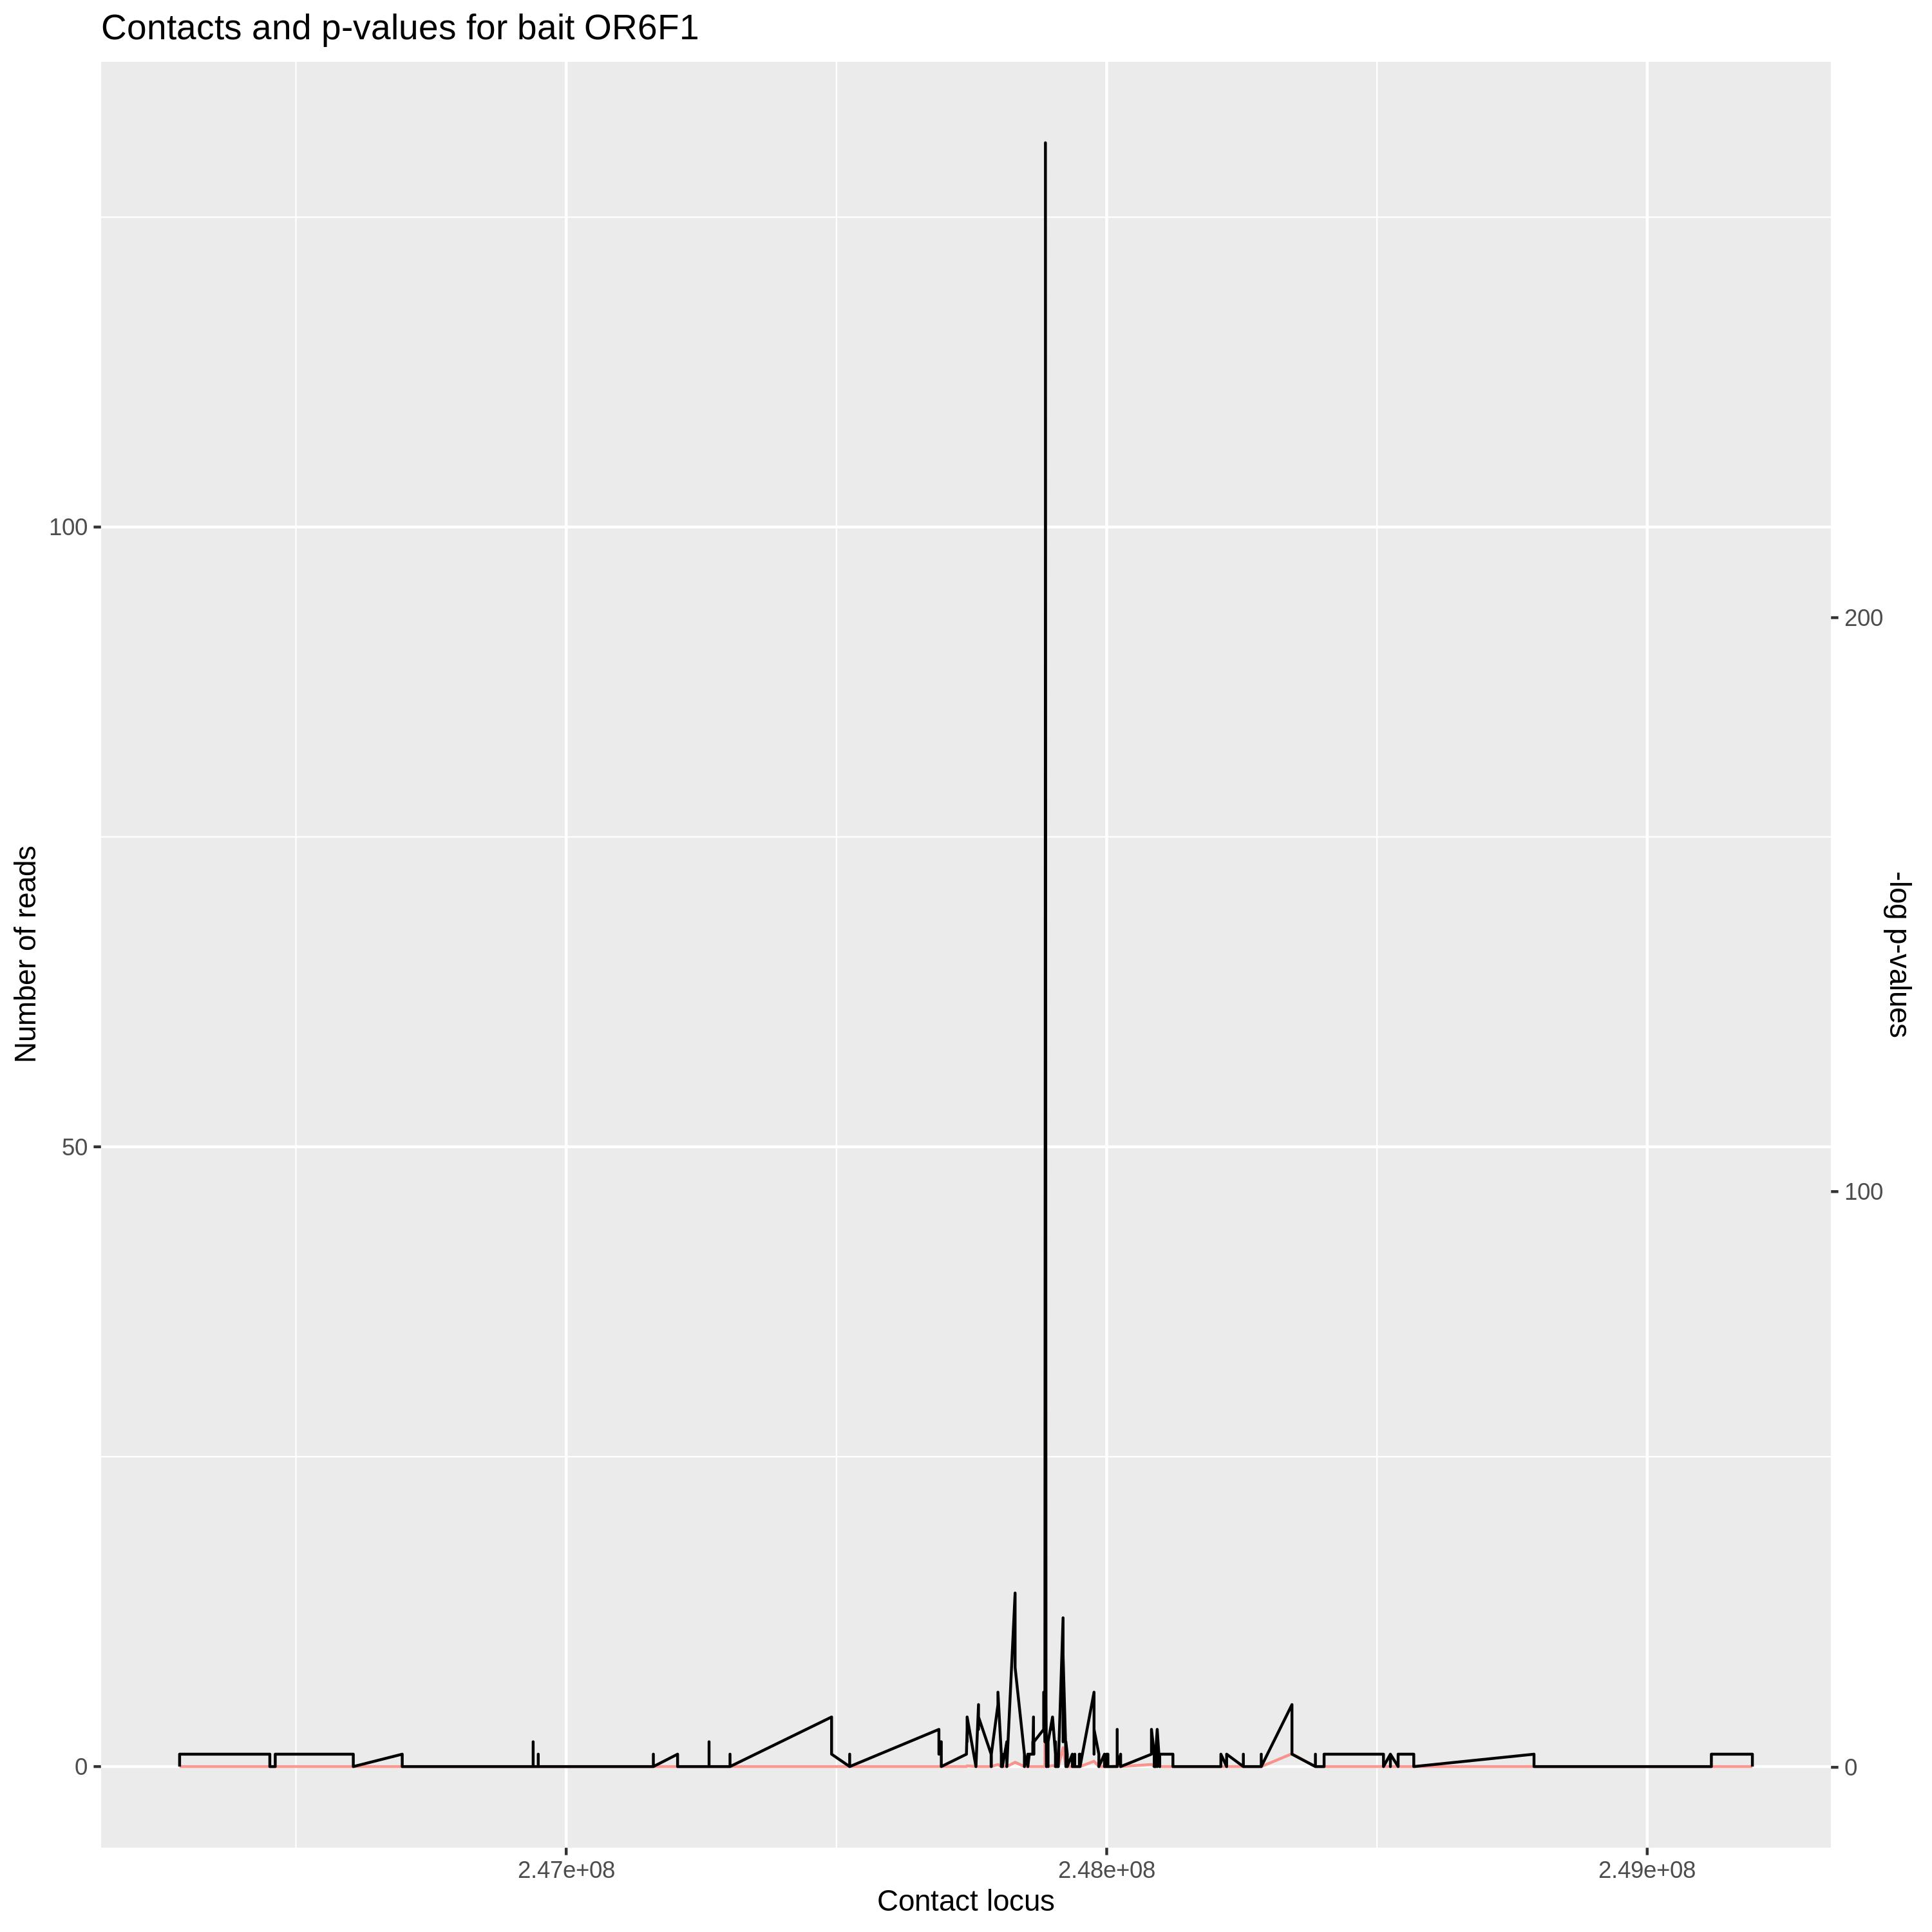 Contacts and p-values for bait OR6F1
Number of reads
100
50
0
200
100
0
-log p-values
2.47e+08
2.48e+08
2.49e+08
Contact locus